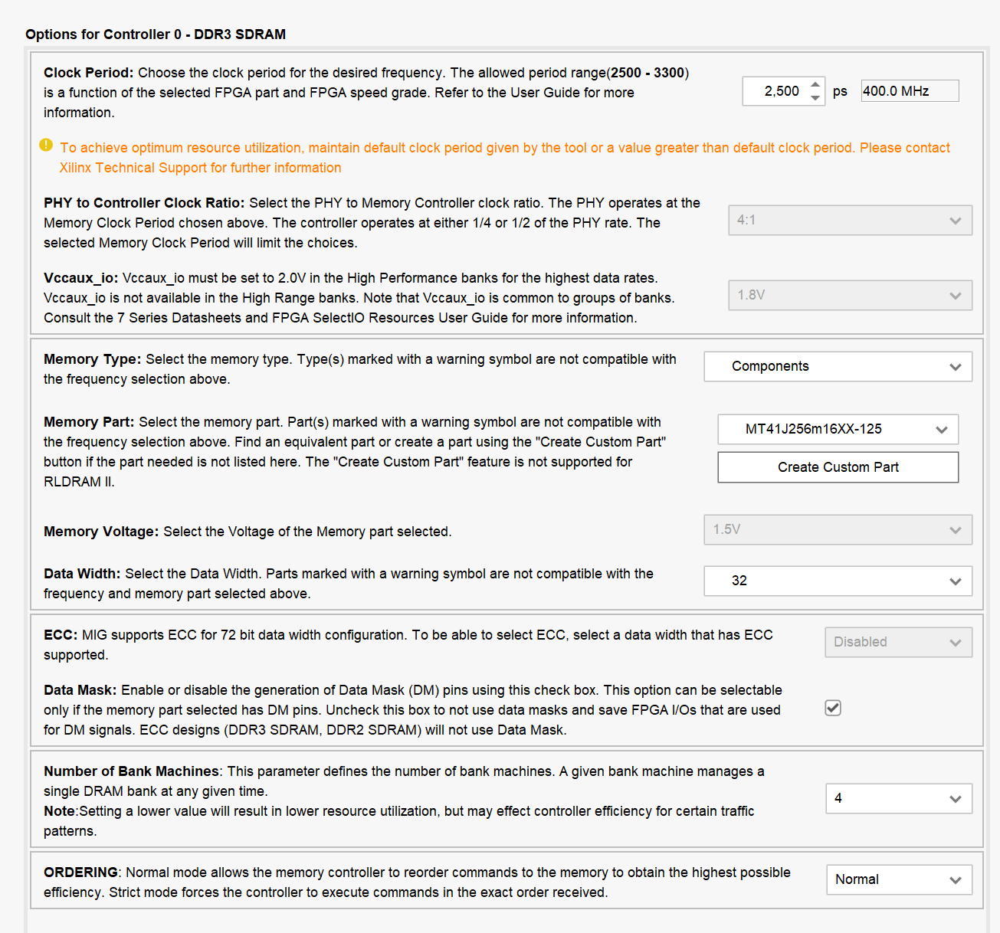 Options for Controller 0 - DDR3 SDRAM
Clock Period: Choose the clock period for the desired frequency. The allowed period range(2500 - 3300)
is a function of the selected FPGA part and FPGA speed grade. Refer to the User Guide for more
information.
2,500 ps 400.0 MHz
To achieve optimum resource utilization, maintain default clock period given by the tool or a value greater than default clock period. Please contact
Xilinx Technical Support for further information
PHY to Controller Clock Ratio: Select the PHY to Memory Controller clock ratio. The PHY operates at the
Memory Clock Period chosen above. The controller operates at either 1/4 or 1/2 of the PHY rate. The
selected Memory Clock Period will limit the choices.
4:1
Vccaux_io: Vccaux_io must be set to 2.0V in the High Performance banks for the highest data rates.
Vccaux_io is not available in the High Range banks. Note that Vccaux_io is common to groups of banks.
Consult the 7 Series Datasheets and FPGA SelectIO Resources User Guide for more information.
1.8V
Memory Type: Select the memory type. Type(s) marked with a warning symbol are not compatible with
the frequency selection above.
Components
Memory Part: Select the memory part. Part(s) marked with a warning symbol are not compatible with
the frequency selection above. Find an equivalent part or create a part using the "Create Custom Part"
button if the part needed is not listed here. The "Create Custom Part" feature is not supported for
RLDRAM II.
MT41J256m16XX-125
Create Custom Part
Memory Voltage: Select the Voltage of the Memory part selected.
1.5V
Data Width: Select the Data Width. Parts marked with a warning symbol are not compatible with the
frequency and memory part selected above.
32
ECC: MIG supports ECC for 72 bit data width configuration. To be able to select ECC, select a data width that has ECC
supported.
Disabled
Data Mask: Enable or disable the generation of Data Mask (DM) pins using this check box. This option can be selectable
only if the memory part selected has DM pins. Uncheck this box to not use data masks and save FPGA I/Os that are used
for DM signals. ECC designs (DDR3 SDRAM, DDR2 SDRAM) will not use Data Mask.
Number of Bank Machines: This parameter defines the number of bank machines. A given bank machine manages a
single DRAM bank at any given time.
Note:Setting a lower value will result in lower resource utilization, but may effect controller efficiency for certain traffic
patterns.
4
ORDERING: Normal mode allows the memory controller to reorder commands to the memory to obtain the highest possible
efficiency. Strict mode forces the controller to execute commands in the exact order received.
Normal